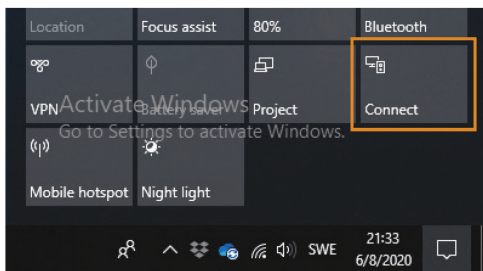 Location Focus assist 80% Bluetooth
VPN Battery saver Project Connect
Activate Windows
Go to Settings to activate Windows.
Mobile hotspot Night light
SWE 21:33
6/8/2020